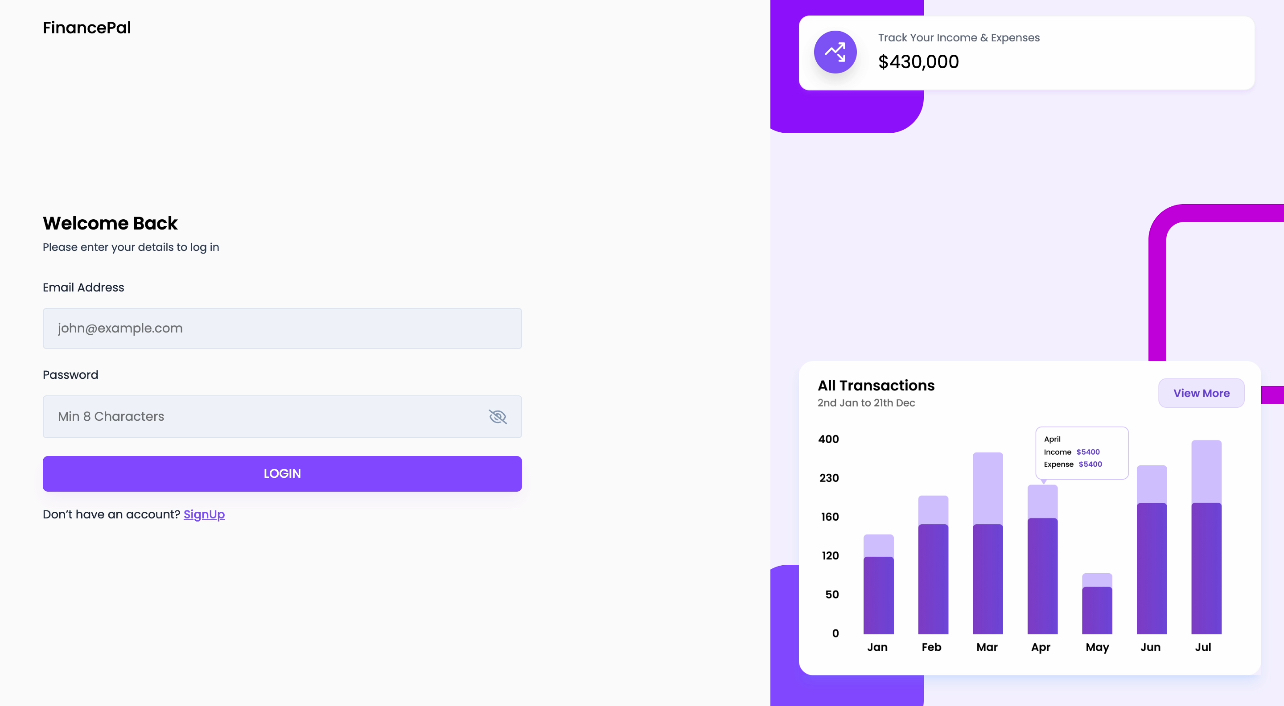 FinancePal
Welcome Back
Please enter your details to log in
Email Address
john@example.com
Password
Min 8 Characters
LOGIN
Don't have an account? SignUp
Track Your Income & Expenses
$430,000
All Transactions
2nd Jan to 21th Dec
View More
400
230
160
120
50
0
April
Income $5400
Expense $5400
Jan Feb Mar Apr May Jun Jul